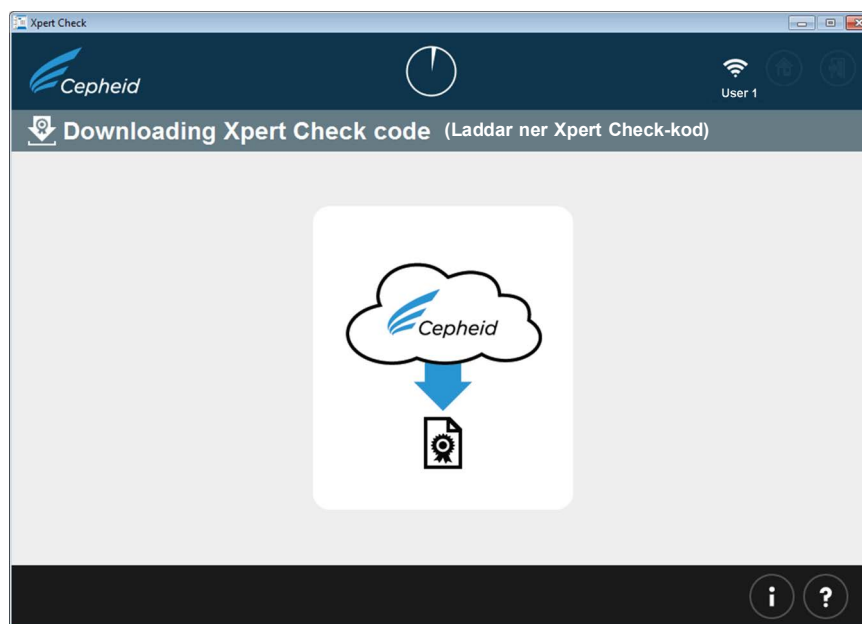 Xpert Check
Cepheid
User 1
Downloading Xpert Check code (Laddar ner Xpert Check-kod)
Cepheid
i ?